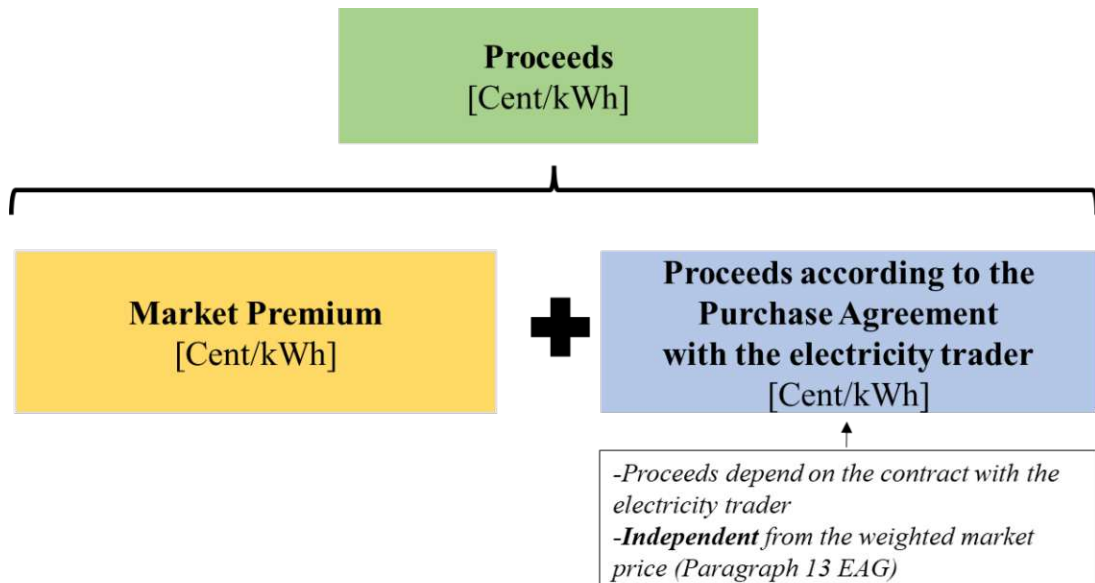 Proceeds
[Cent/kWh]
Market Premium
[Cent/kWh]
Proceeds according to the
Purchase Agreement
with the electricity trader
[Cent/kWh]
-Proceeds depend on the contract with the
electricity trader
-Independent from the weighted market
price (Paragraph 13 EAG)